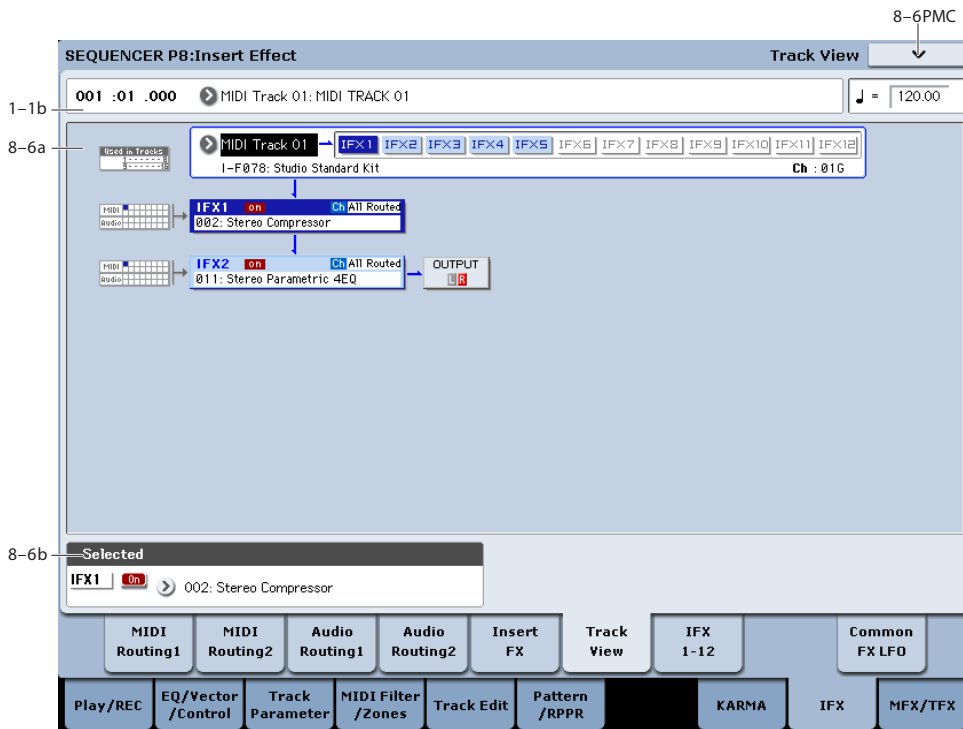 8–6PMC
SEQUENCER P8:Insert Effect
Track View
1–1b
001 :01 .000
MIDI Track 01: MIDI TRACK 01
♩ = 120.00
8–6a
Used in Tracks
MIDI Track 01
IFX1 IFX2 IFX3 IFX4 IFX5 IFX6 IFX7 IFX8 IFX9 IFX10 IFX11 IFX12
I-F078: Studio Standard Kit
Ch : 01G
MIDI
Audio
IFX1 on Ch All Routed
002: Stereo Compressor
MIDI
Audio
IFX2 on Ch All Routed
011: Stereo Parametric 4EQ
OUTPUT
L R
8–6b
Selected
IFX1 On 002: Stereo Compressor
MIDI Routing1
MIDI Routing2
Audio Routing1
Audio Routing2
Insert FX
Track View
IFX 1-12
Common FX LFO
Play/REC
EQ/Vector /Control
Track Parameter
MIDI Filter /Zones
Track Edit
Pattern /RPPR
KARMA
IFX
MFX/TFX